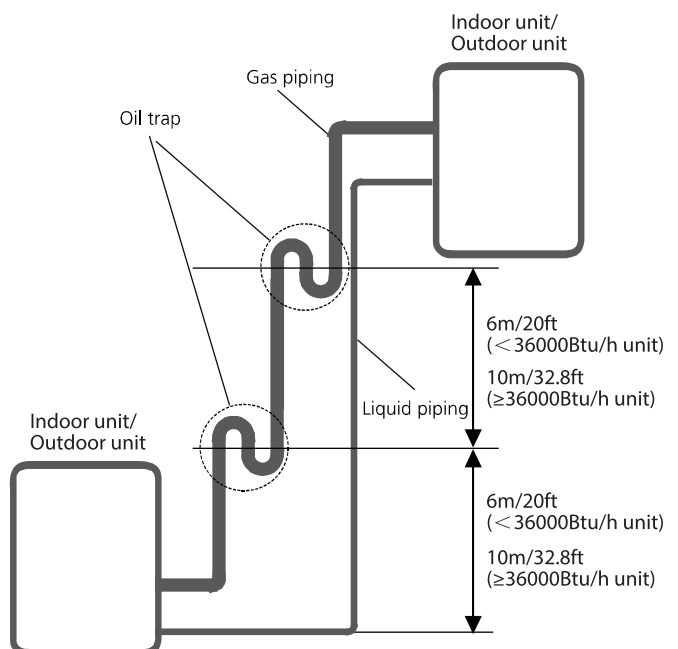 Indoor unit/
Outdoor unit
Gas piping
Oil trap
6m/20ft
(<36000Btu/h unit)
10m/32.8ft
(≥36000Btu/h unit)
Liquid piping
Indoor unit/
Outdoor unit
6m/20ft
(<36000Btu/h unit)
10m/32.8ft
(≥36000Btu/h unit)